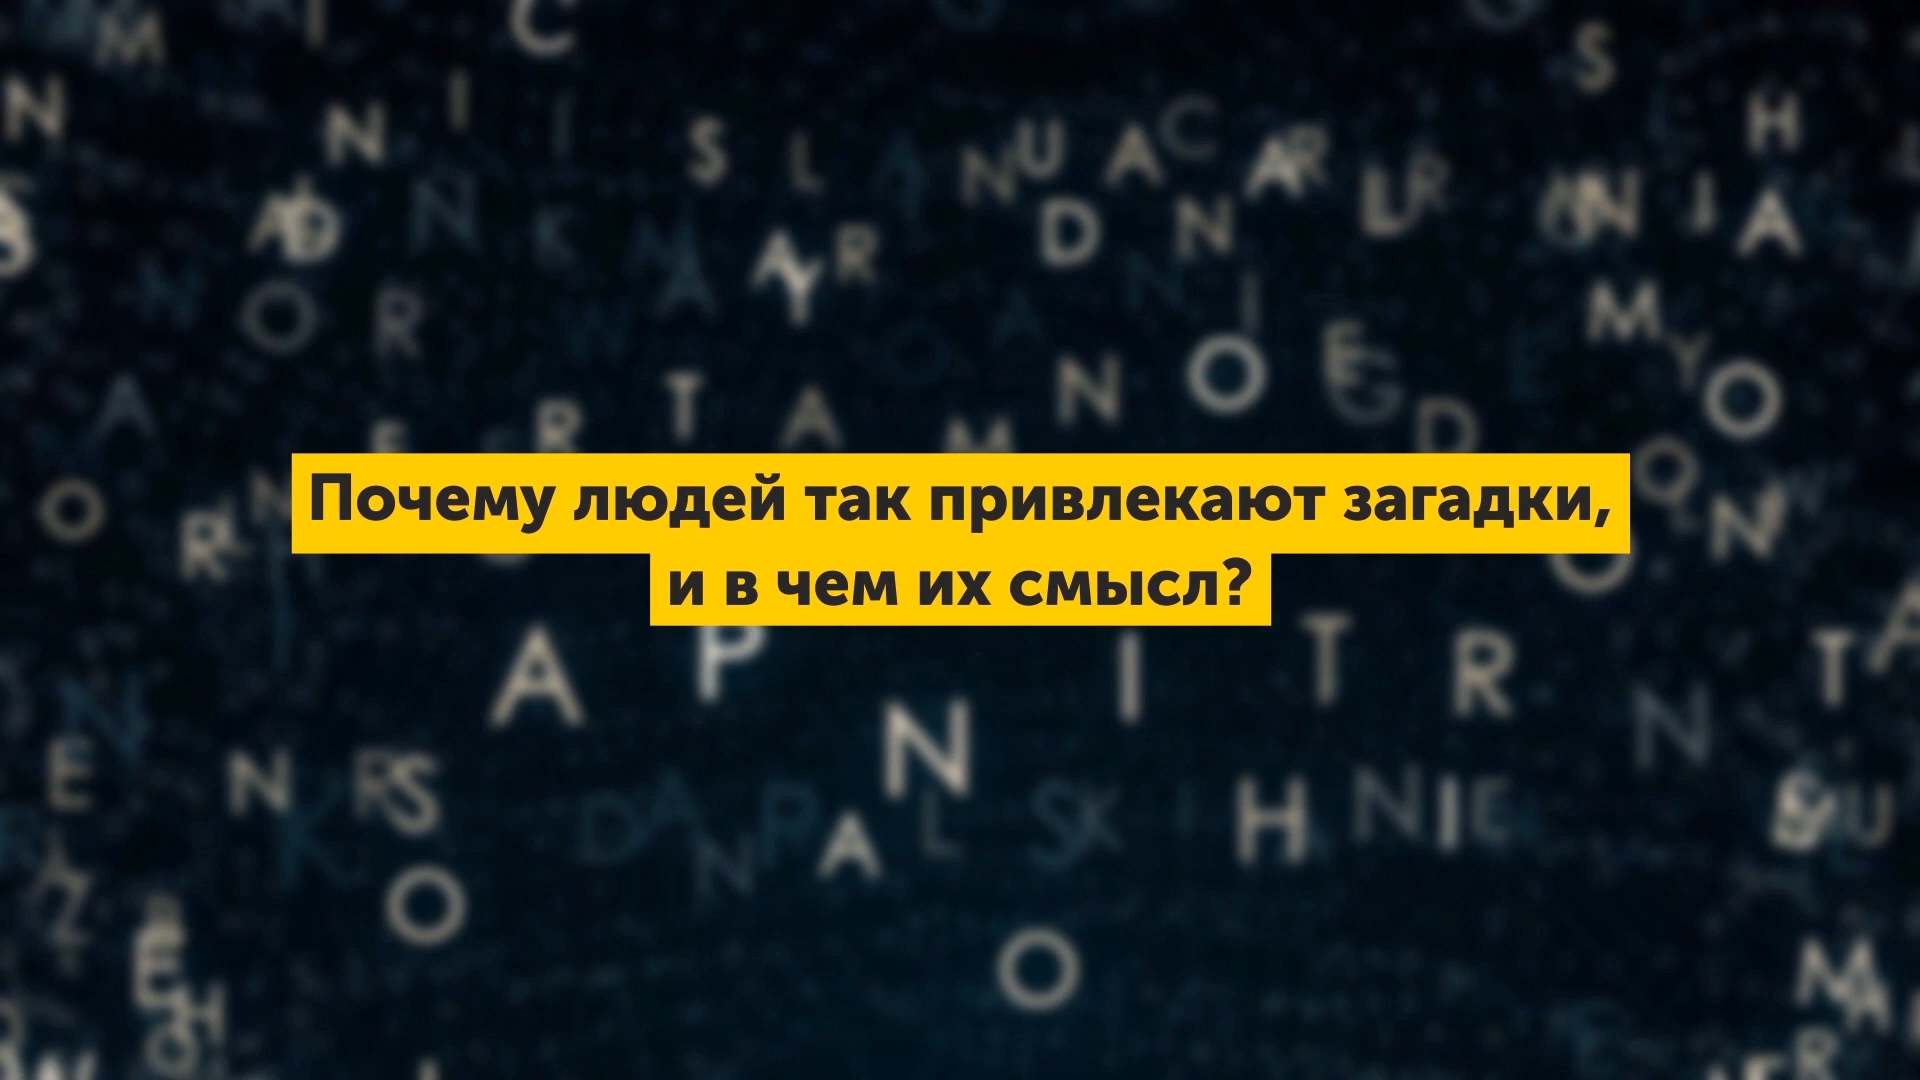 Почему людей так привлекают загадки,
и в чем их смысл?